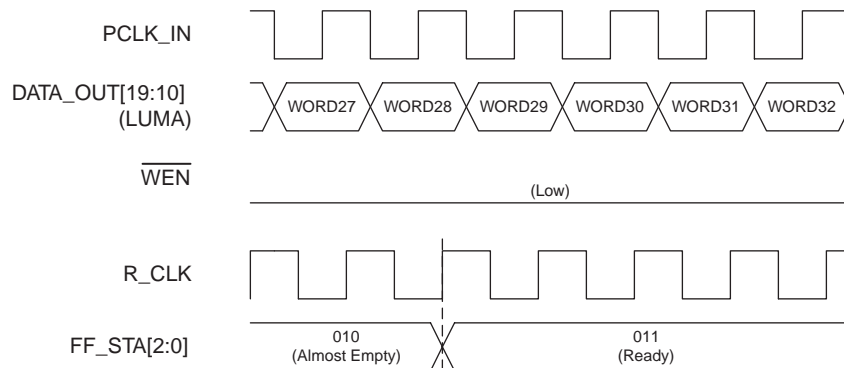 PCLK_IN
DATA_OUT[19:10]
(LUMA)
WORD27 WORD28 WORD29 WORD30 WORD31 WORD32
WEN
(Low)
R_CLK
FF_STA[2:0]
010
(Almost Empty)
011
(Ready)